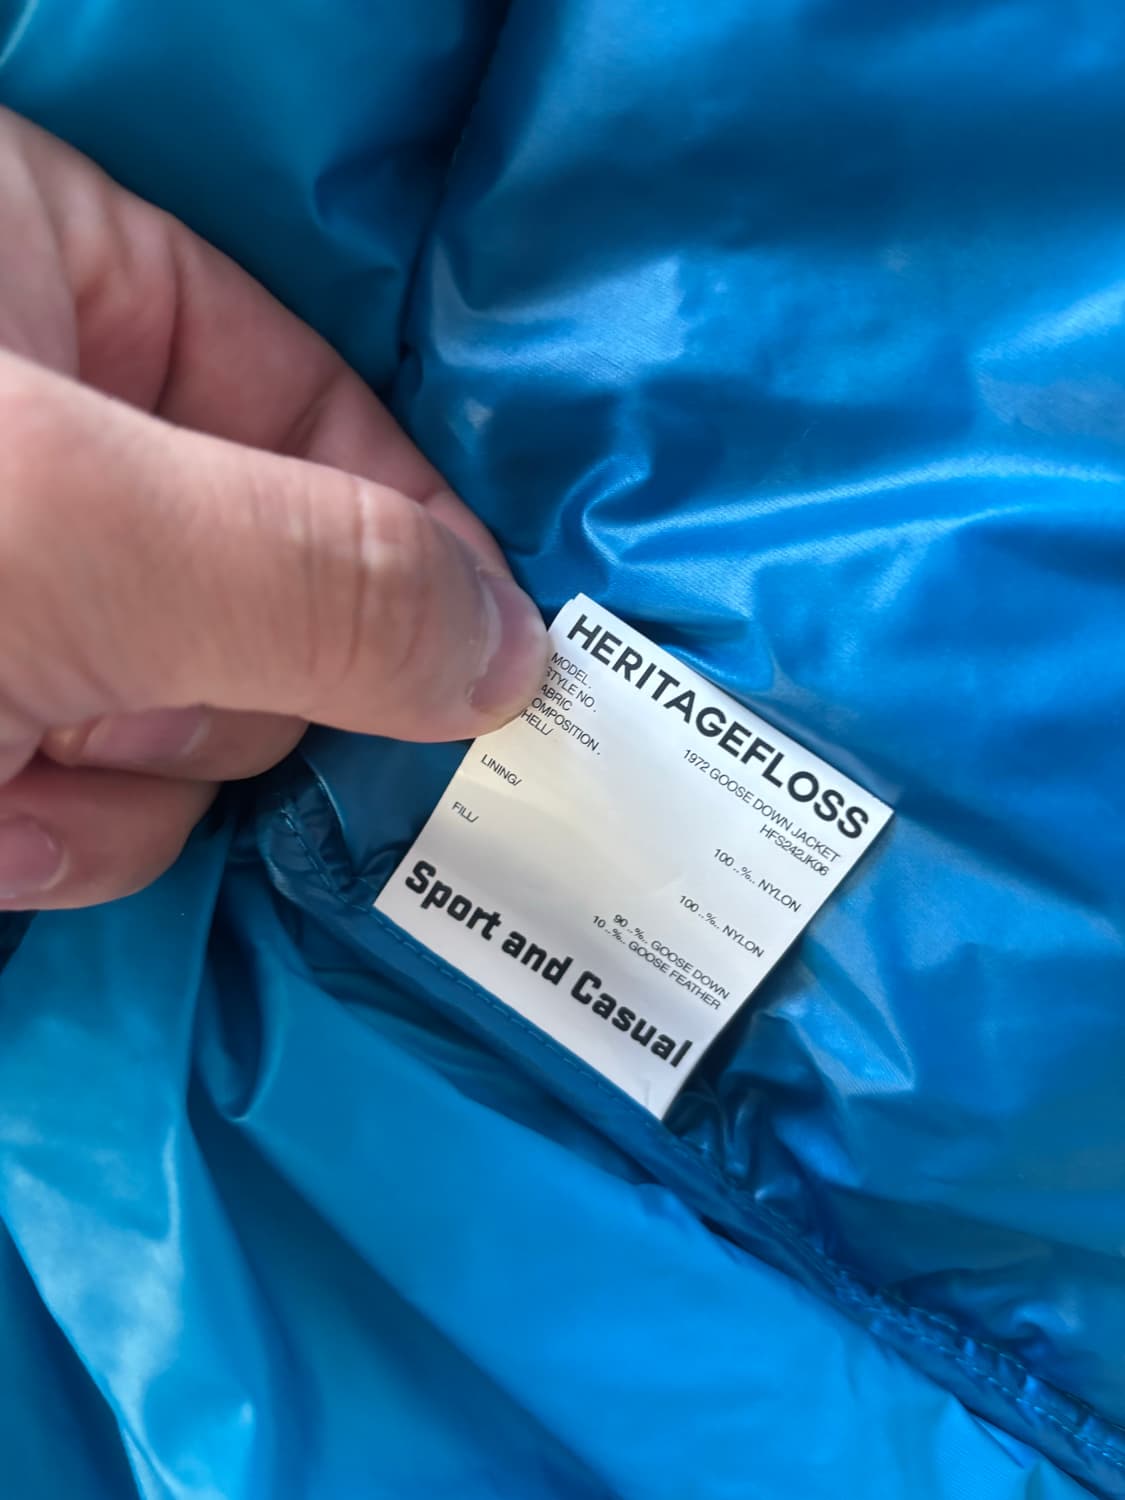 HERITAGEFLOSS
MODEL. 1972 GOOSE DOWN JACKET
STYLE NO. HFS242JK06
ABRIC
OMPOSITION.
HELL/ 100..%.. NYLON
LINING/ 100..%.. NYLON
FILL/ 90..%.. GOOSE DOWN
10..%.. GOOSE FEATHER
Sport and Casual